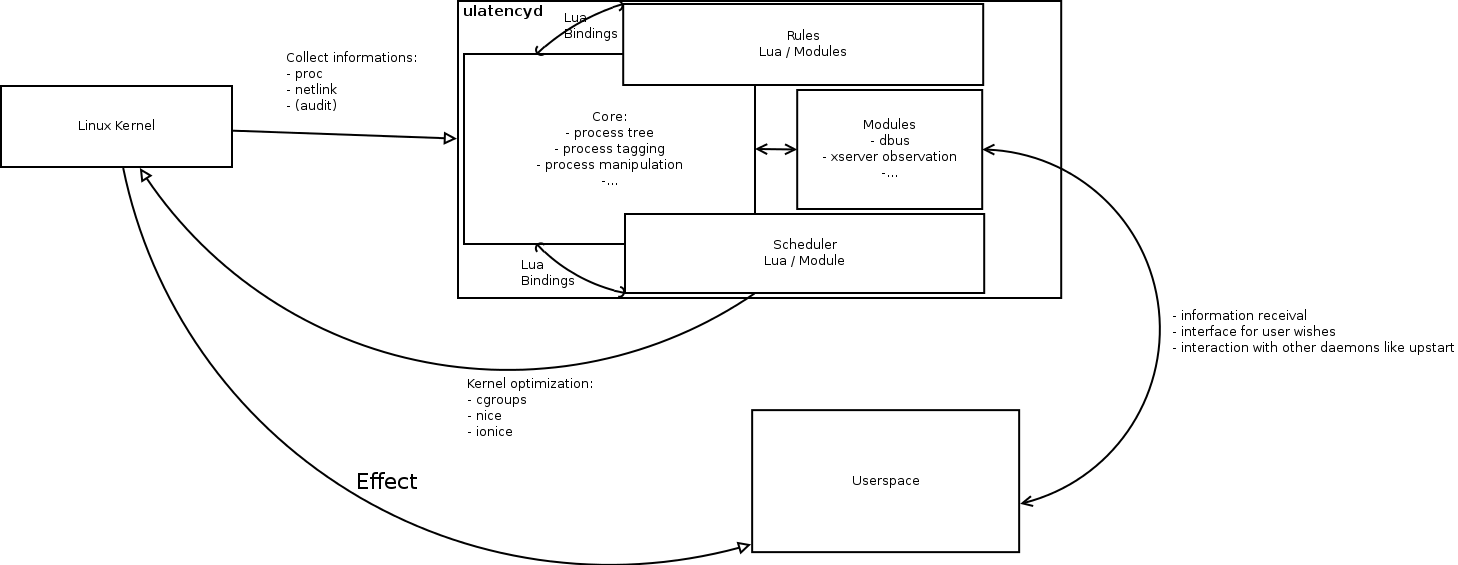 ulatencyd
Lua
Bindings
Rules
Lua / Modules
Collect informations:
- proc
- netlink
- (audit)
Linux Kernel
Core:
- process tree
- process tagging
- process manipulation
-...
Modules
- dbus
- xserver observation
-...
Scheduler
Lua / Module
Lua
Bindings
- information receival
- interface for user wishes
- interaction with other daemons like upstart
Kernel optimization:
- cgroups
- nice
- ionice
Effect
Userspace